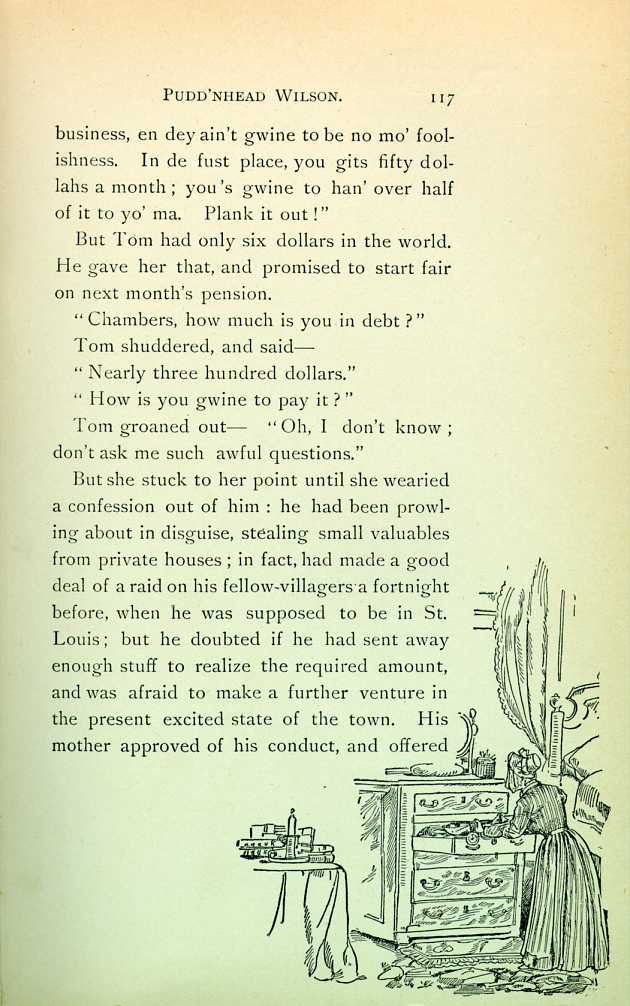 PUDD'NHEAD WILSON. 117
business, en dey ain't gwine to be no mo' fool-
ishness. In de fust place, you gits fifty dol-
lahs a month; you's gwine to han' over half
of it to yo' ma. Plank it out!"
But Tom had only six dollars in the world.
He gave her that, and promised to start fair
on next month's pension.
"Chambers, how much is you in debt?"
Tom shuddered, and said—
"Nearly three hundred dollars."
"How is you gwine to pay it?"
Tom groaned out— "Oh, I don't know;
don't ask me such awful questions."
But she stuck to her point until she wearied
a confession out of him: he had been prowl-
ing about in disguise, stealing small valuables
from private houses; in fact, had made a good
deal of a raid on his fellow-villagers a fortnight
before, when he was supposed to be in St.
Louis; but he doubted if he had sent away
enough stuff to realize the required amount,
and was afraid to make a further venture in
the present excited state of the town. His
mother approved of his conduct, and offered